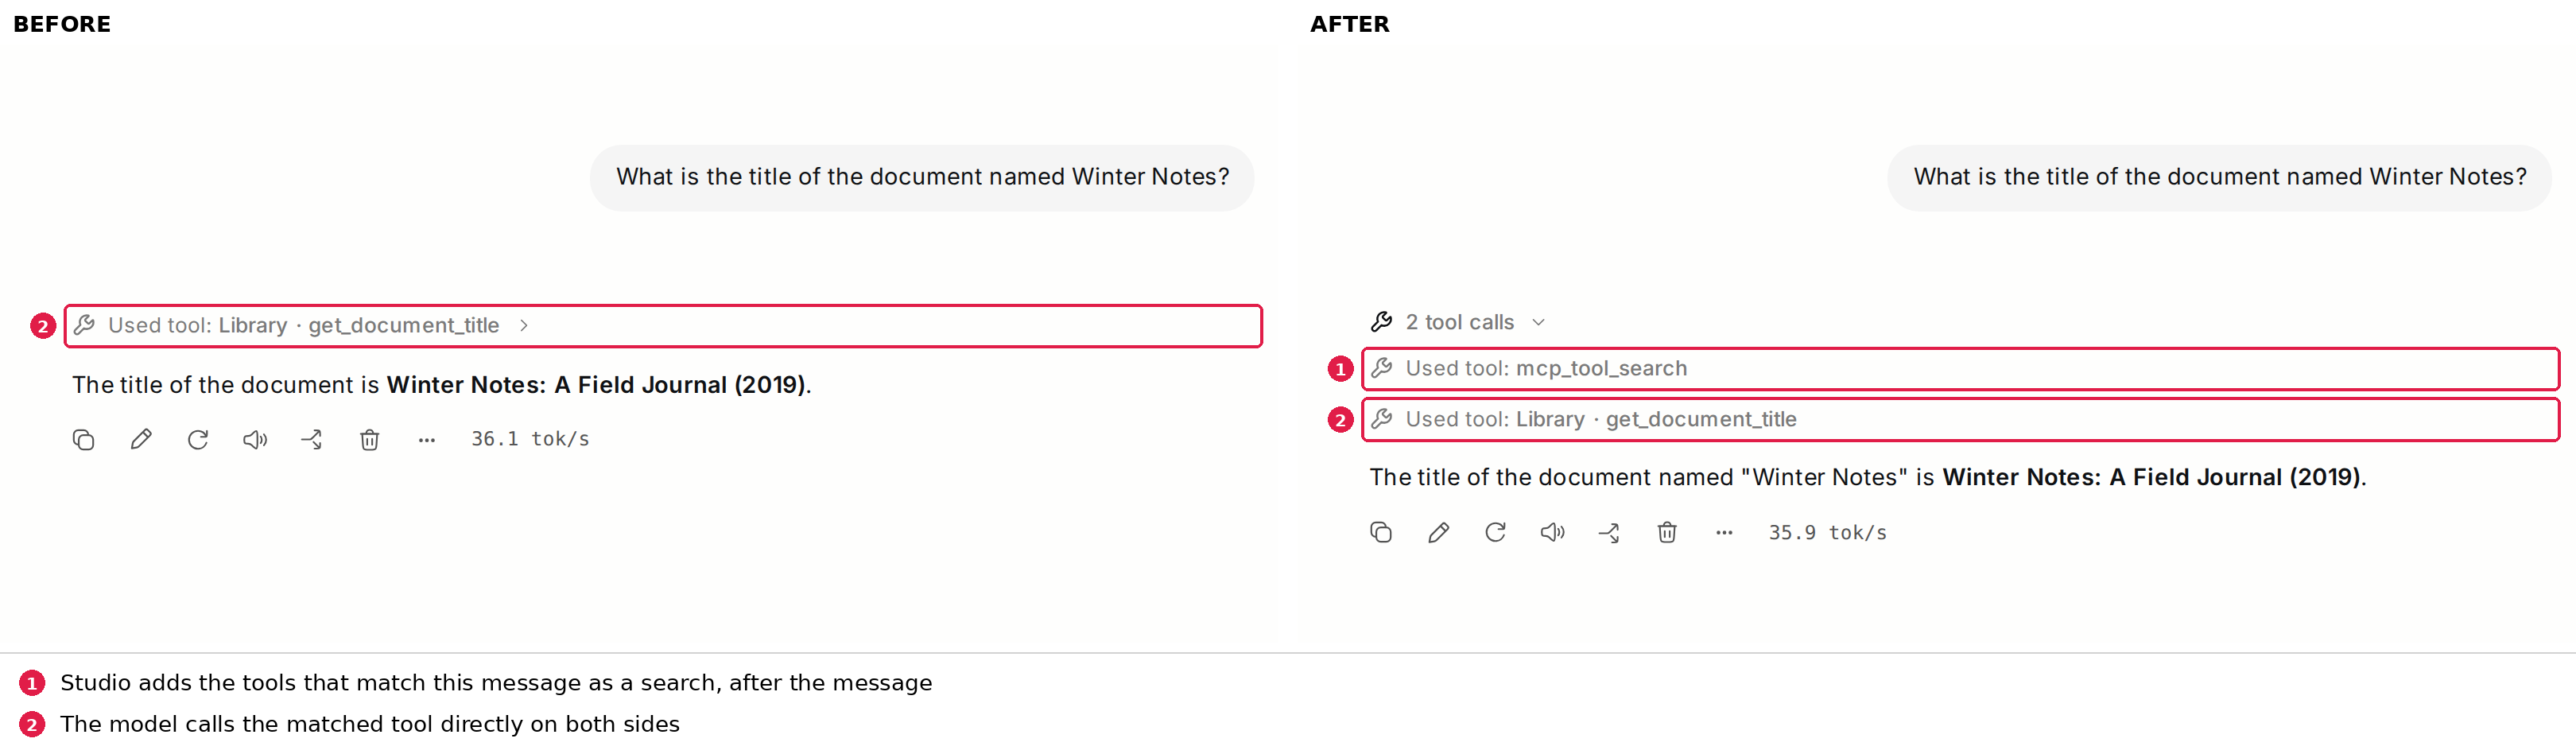 BEFORE
What is the title of the document named Winter Notes?
2 Used tool: Library · get_document_title
The title of the document is Winter Notes: A Field Journal (2019).
36.1 tok/s
AFTER
What is the title of the document named Winter Notes?
2 tool calls
1 Used tool: mcp_tool_search
2 Used tool: Library · get_document_title
The title of the document named "Winter Notes" is Winter Notes: A Field Journal (2019).
35.9 tok/s
1 Studio adds the tools that match this message as a search, after the message
2 The model calls the matched tool directly on both sides